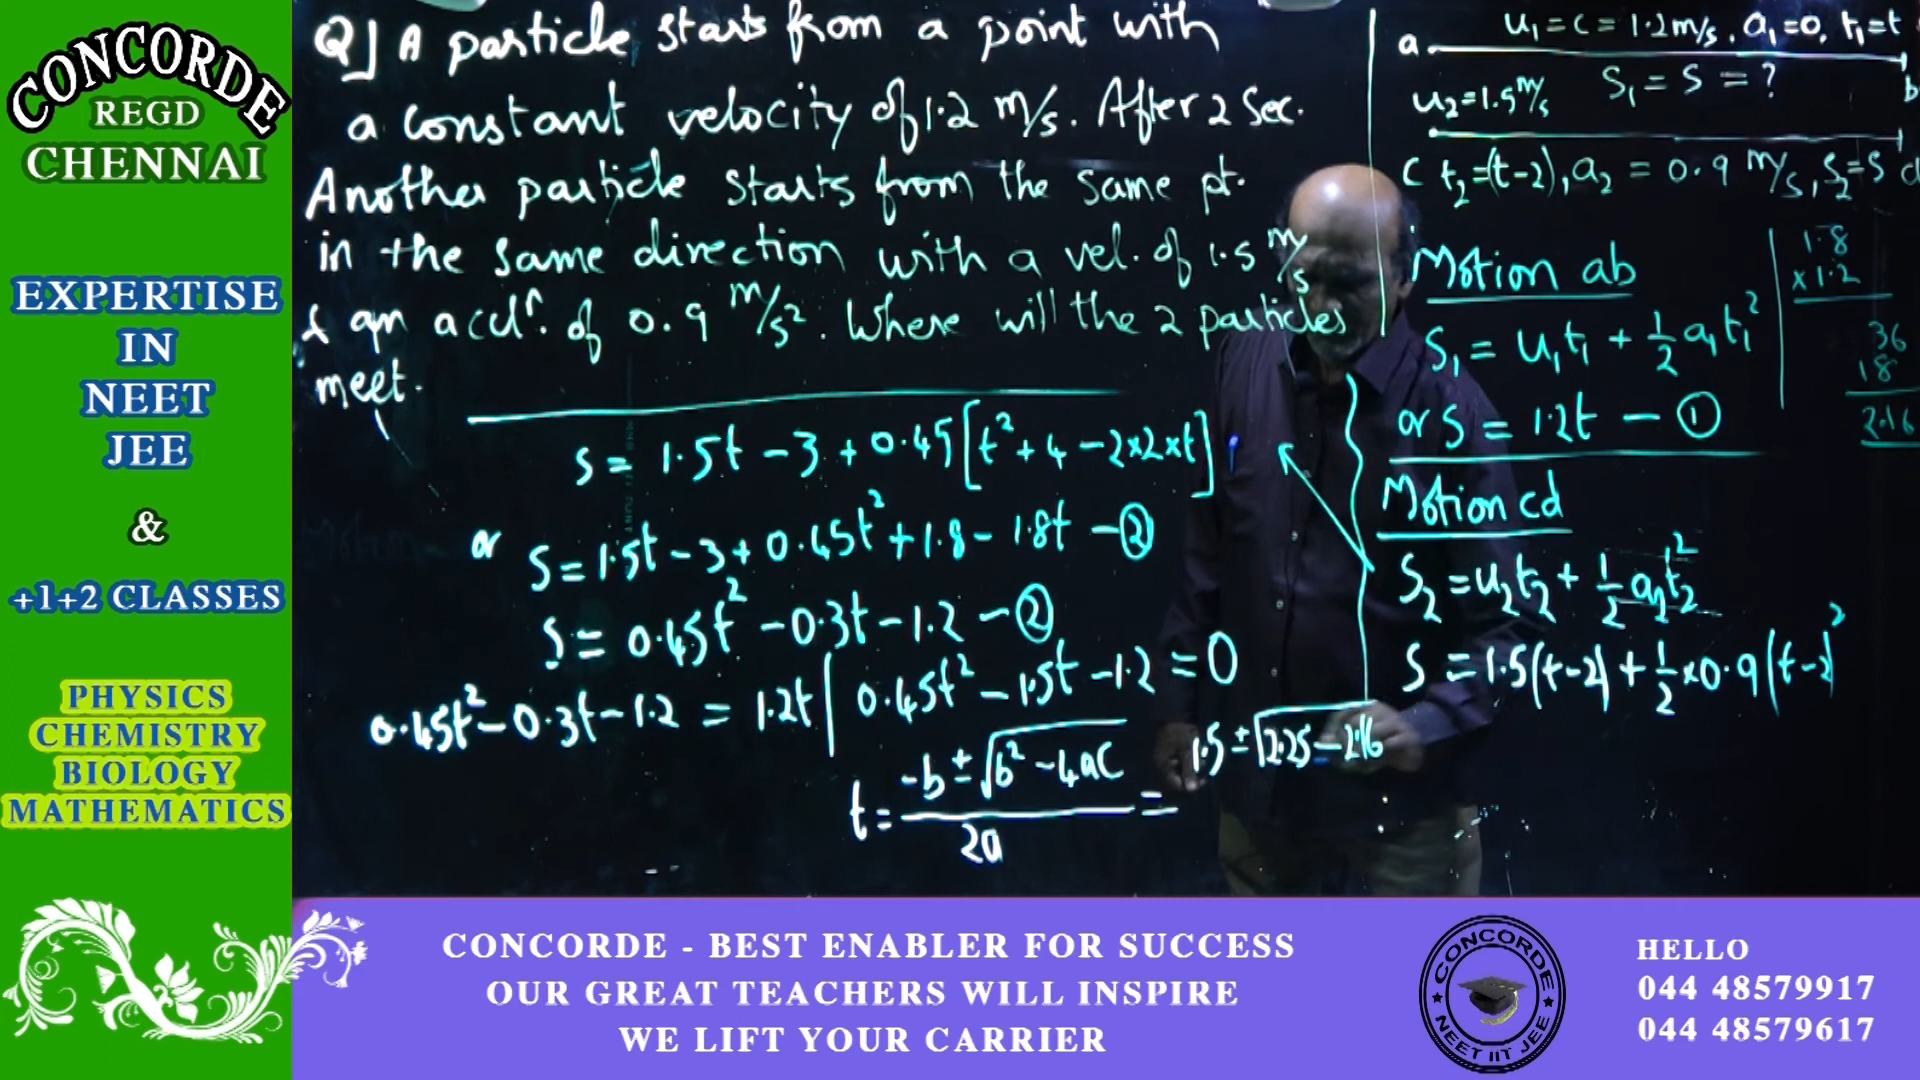 CONCORDE
REGD
CHENNAI
EXPERTISE
IN
NEET
JEE
&
+1+2 CLASSES
PHYSICS
CHEMISTRY
BIOLOGY
MATHEMATICS
Q] A particle starts from a point with
a constant velocity of 1.2 m/s. After 2 sec.
Another particle starts from the same pt.
in the same direction with a vel. of 1.5 m/s
& an accln. of 0.9 m/s². Where will the 2 particles
meet.
S = 1.5t - 3 + 0.45[t² + 4 - 2×2×t]
or S = 1.5t - 3 + 0.45t² + 1.8 - 1.8t - ②
S = 0.45t² - 0.3t - 1.2 - ②
0.45t² - 0.3t - 1.2 = 1.2t | 0.45t² - 1.5t - 1.2 = 0
t = -b ± √b² - 4ac / 2a = 1.5 ± √2.25 - 2.16
a u₁ = c = 1.2 m/s, a₁ = 0, t₁ = t
S₁ = S = ? b
u₂ = 1.5 m/s
c t₂ = (t-2), a₂ = 0.9 m/s, S₂ = S d
Motion ab
S₁ = u₁t₁ + ½ a₁t₁²
or S = 1.2t - ①
Motion cd
S₂ = u₂t₂ + ½ a₂t₂²
S = 1.5(t-2) + ½ × 0.9 (t-2)²
1.8
×1.2
36
18
2.16
CONCORDE - BEST ENABLER FOR SUCCESS
OUR GREAT TEACHERS WILL INSPIRE
WE LIFT YOUR CARRIER
CONCORDE
NEET IIT JEE
HELLO
044 48579917
044 48579617